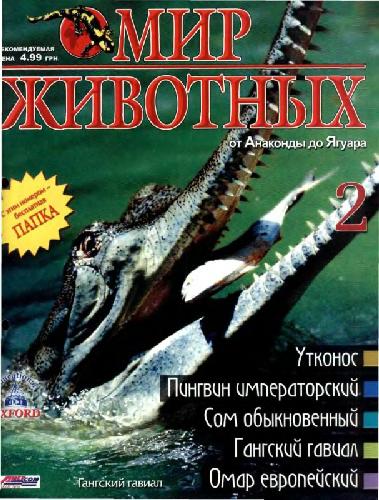 РЕКОМЕНДУЕМАЯ
ЦЕНА 4.99 ГРН.
МИР
ЖИВОТНЫХ
от Анаконды до Ягуара
С этим номером –
бесплатная
ПАПКА
2
Утконос
Пингвин императорский
Сом обыкновенный
Гангский гавиал
Омар европейский
OXFORD
Гангский гавиал